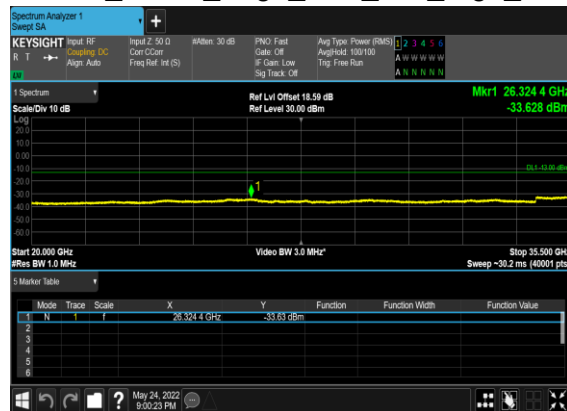 Spectrum Analyzer 1
Swept SA
KEYSIGHT
R T
Input: RF
Coupling: DC
Align: Auto
Input Z: 50 Ω
Corr CCorr
Freq Ref: Int (S)
#Atten: 30 dB
PNO: Fast
Gate: Off
IF Gain: Low
Sig Track: Off
Avg Type: Power (RMS)
Avg|Hold: 100/100
Trig: Free Run
1 2 3 4 5 6
A W W W W W
A N N N N N
1 Spectrum
Scale/Div 10 dB
Ref Lvl Offset 18.59 dB
Ref Level 30.00 dBm
Mkr1 26.324 4 GHz
-33.628 dBm
Log
20.0
10.0
0.00
-10.0
-20.0
-30.0
-40.0
-50.0
-60.0
DL1 -13.00 dBm
1
Start 20.000 GHz
#Res BW 1.0 MHz
Video BW 3.0 MHz*
Stop 35.500 GHz
Sweep ~30.2 ms (40001 pts)
5 Marker Table
Mode Trace Scale X Y Function Function Width Function Value
1 N 1 f 26.324 4 GHz -33.63 dBm
2
3
4
5
6
May 24, 2022
9:00:23 PM